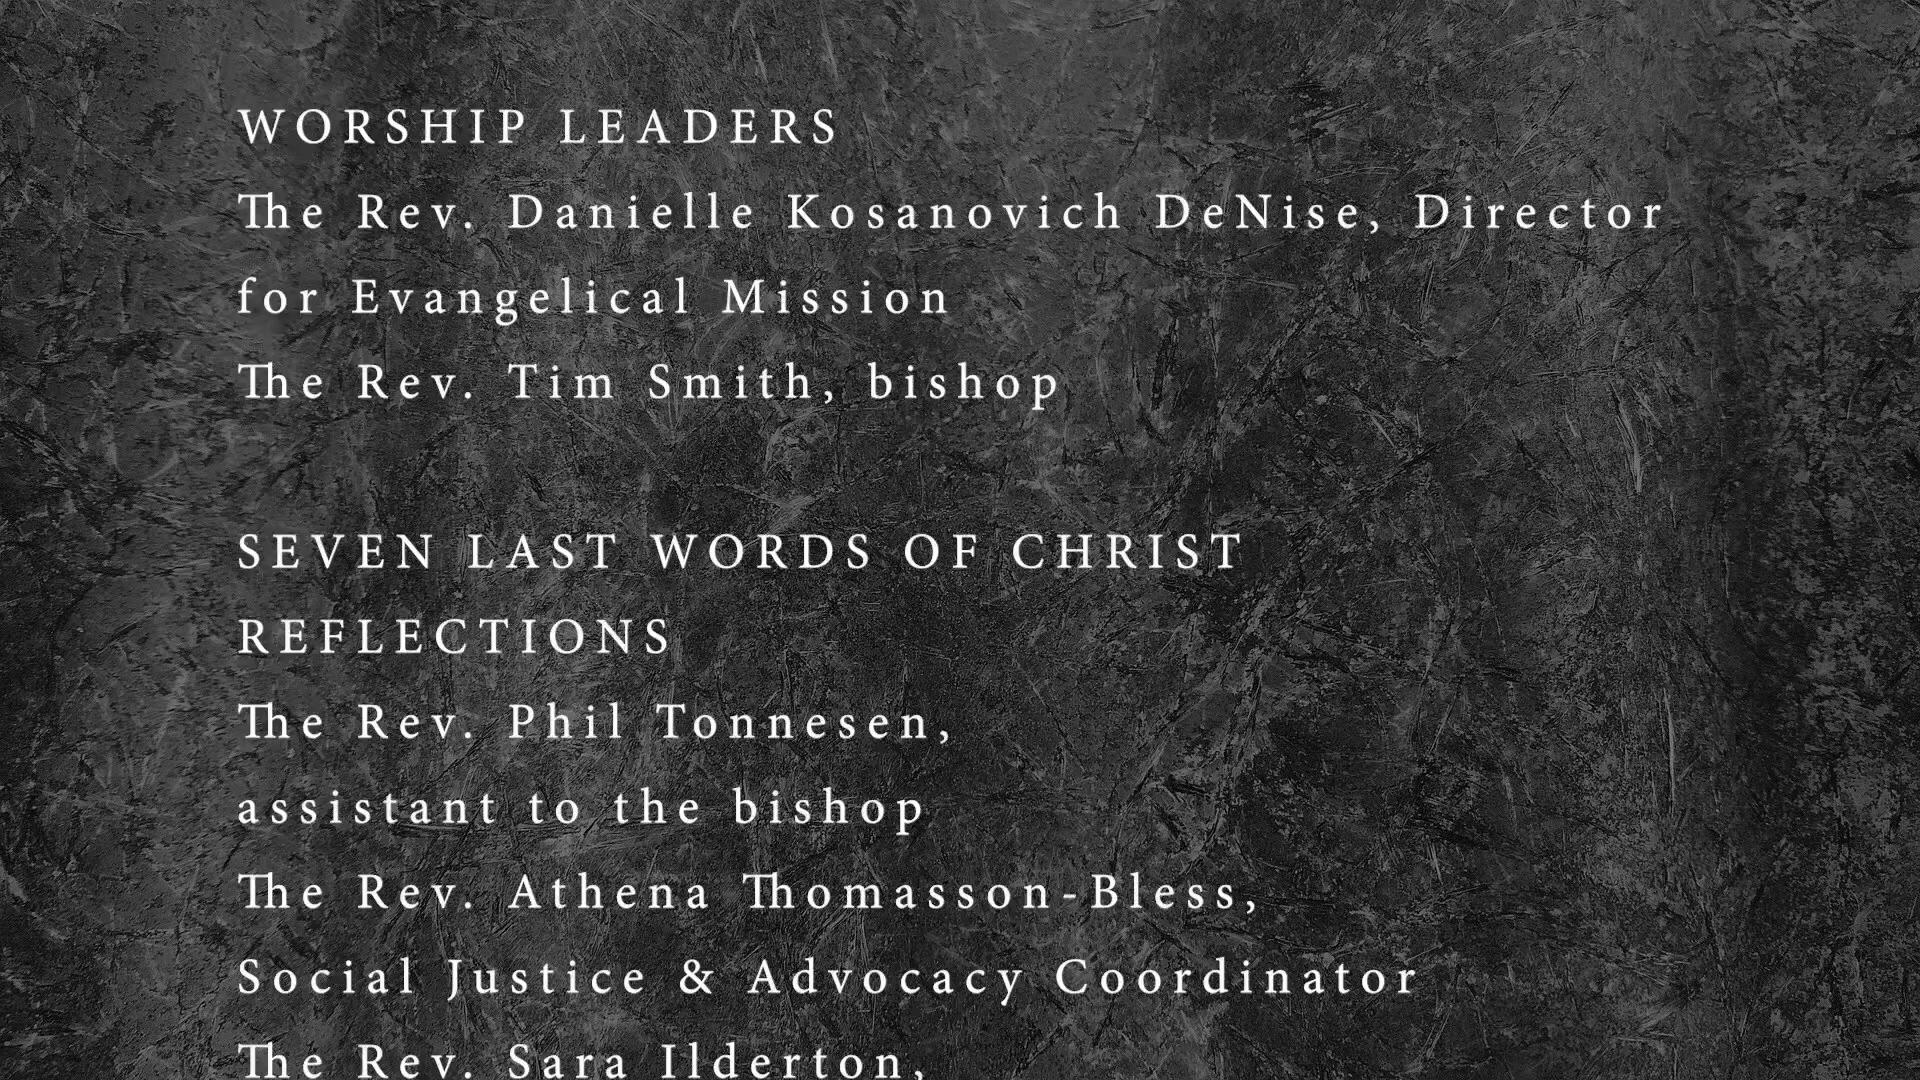 WORSHIP LEADERS
The Rev. Danielle Kosanovich DeNise, Director
for Evangelical Mission
The Rev. Tim Smith, bishop
SEVEN LAST WORDS OF CHRIST
REFLECTIONS
The Rev. Phil Tonnesen,
assistant to the bishop
The Rev. Athena Thomasson-Bless,
Social Justice & Advocacy Coordinator
The Rev. Sara Ilderton,